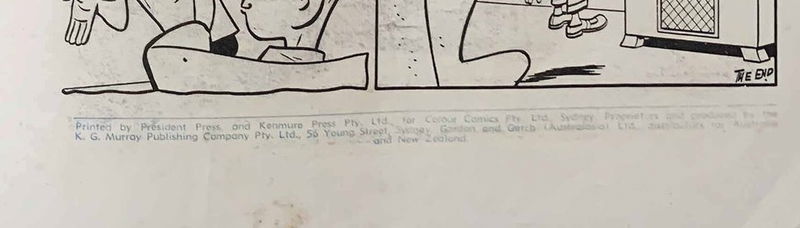 THE END
Printed by President Press, and Kenmure Press Pty. Ltd., for Colour Comics Pty. Ltd., Sydney. Proprietors and produced by the
K. G. Murray Publishing Company Pty. Ltd., 56 Young Street, Sydney. Gordon and Gotch (Australasia) Ltd., distributors for Australia
and New Zealand.